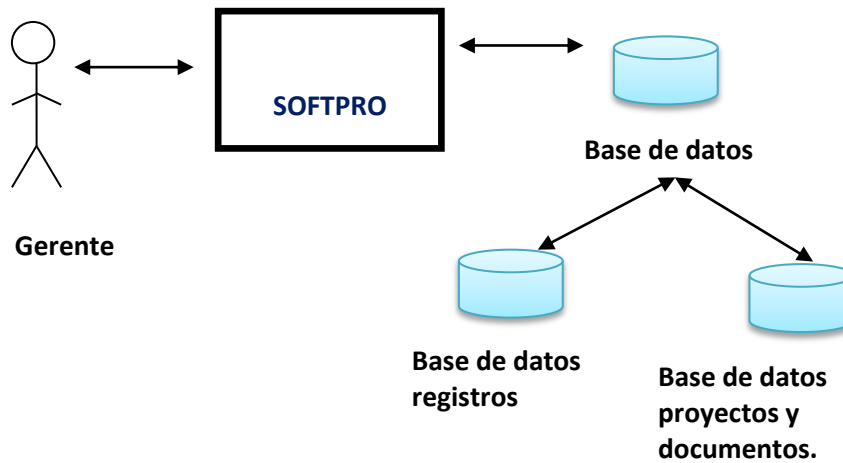 SOFTPRO
Base de datos
Gerente
Base de datos
registros
Base de datos
proyectos y
documentos.